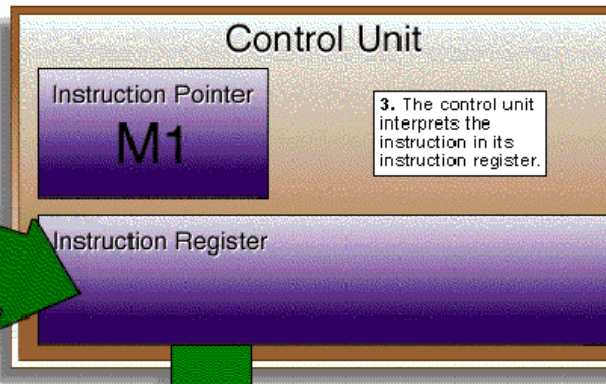 Control Unit
Instruction Pointer
M1
3. The control unit
interprets the
instruction in its
instruction register.
Instruction Register